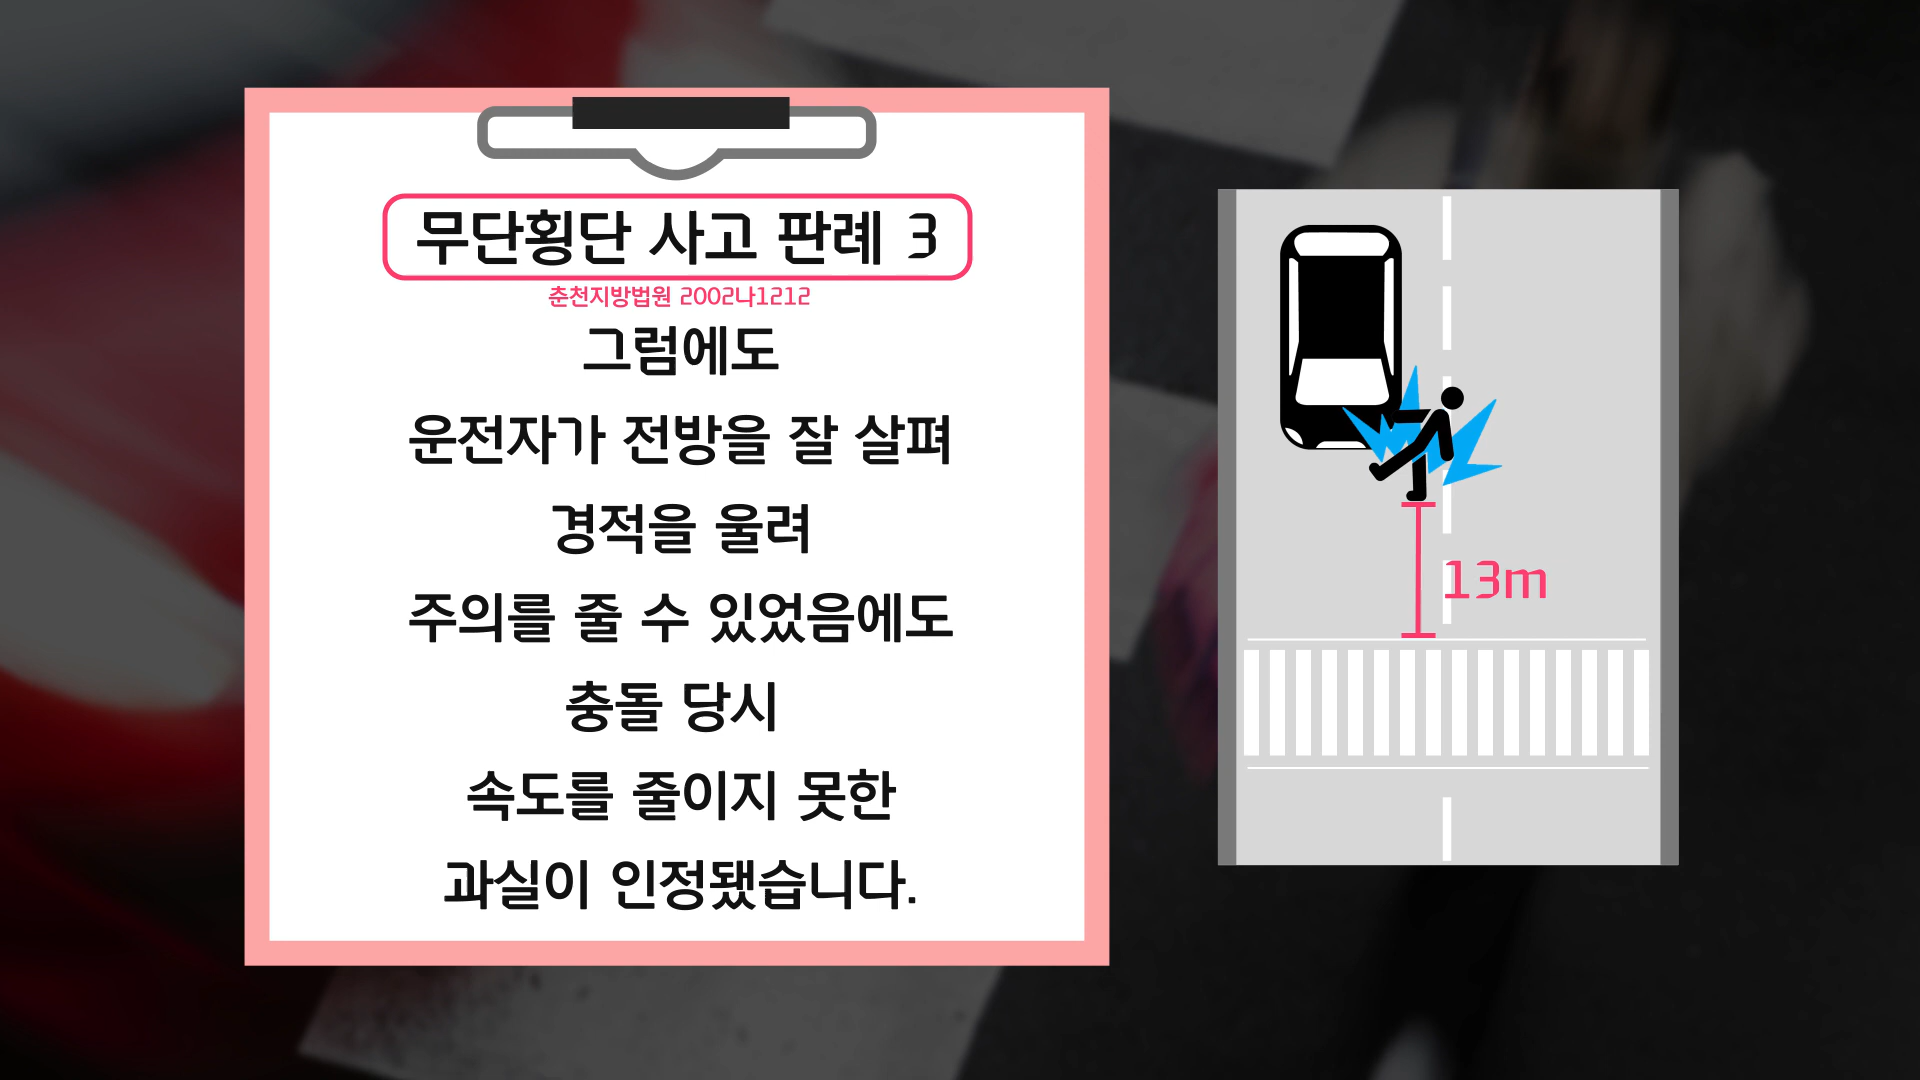 무단횡단 사고 판례 3
춘천지방법원 2002나1212
그럼에도
운전자가 전방을 잘 살펴
경적을 울려
주의를 줄 수 있었음에도
충돌 당시
속도를 줄이지 못한
과실이 인정됐습니다.
13m